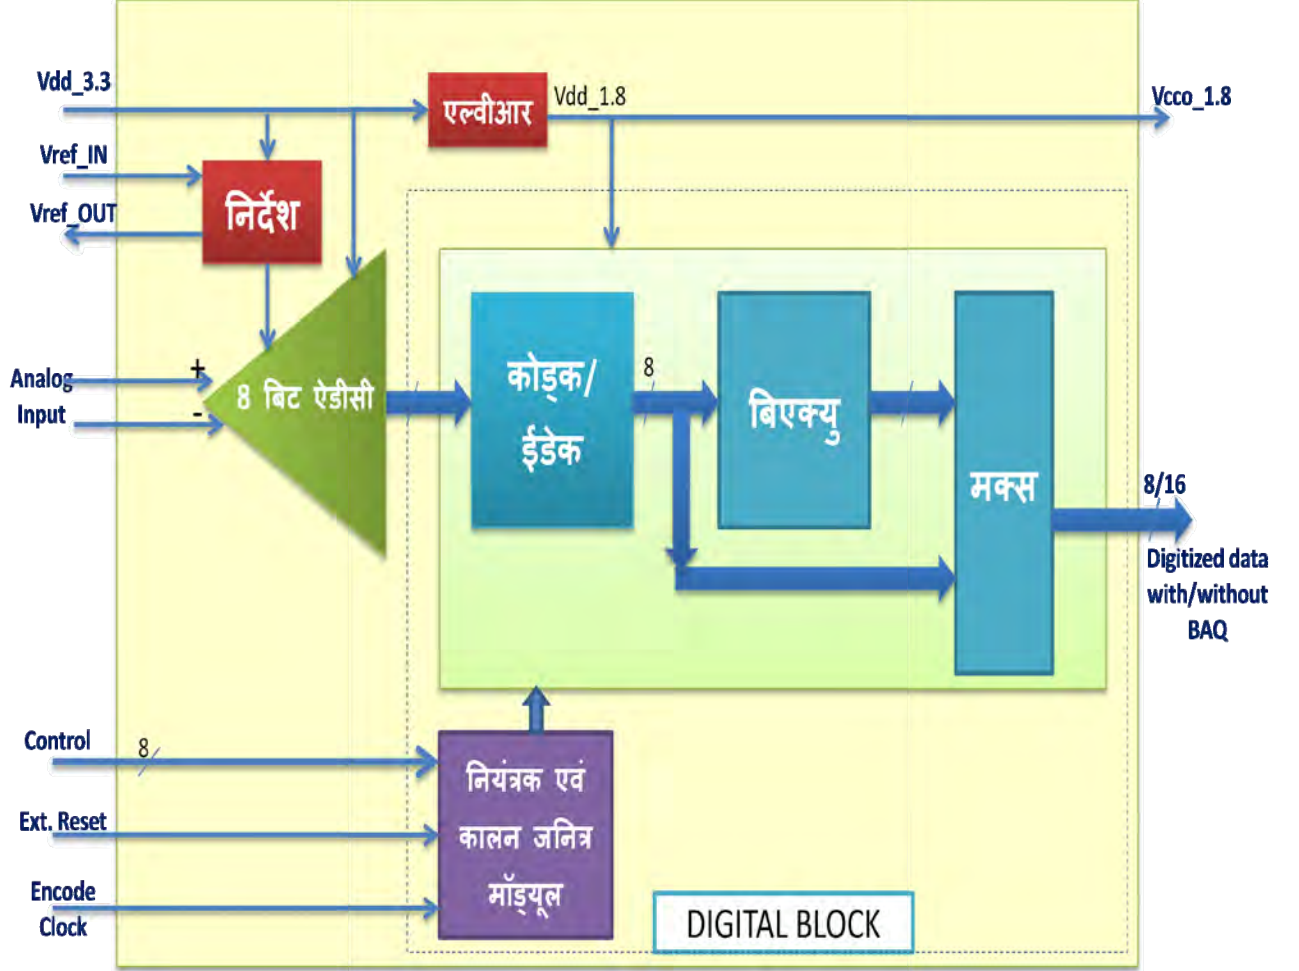 Vdd_3.3
एल्वीआर
Vdd_1.8
Vcco_1.8
Vref_IN
निर्देश
Vref_OUT
Analog
Input
+
-
8 बिट ऐडीसी
कोड्क/
ईडेक
8
बिएक्यु
मक्स
8/16
Digitized data
with/without
BAQ
Control
8
नियंत्रक एवं
कालन जनित्र
मॉड्यूल
Ext. Reset
Encode
Clock
DIGITAL BLOCK